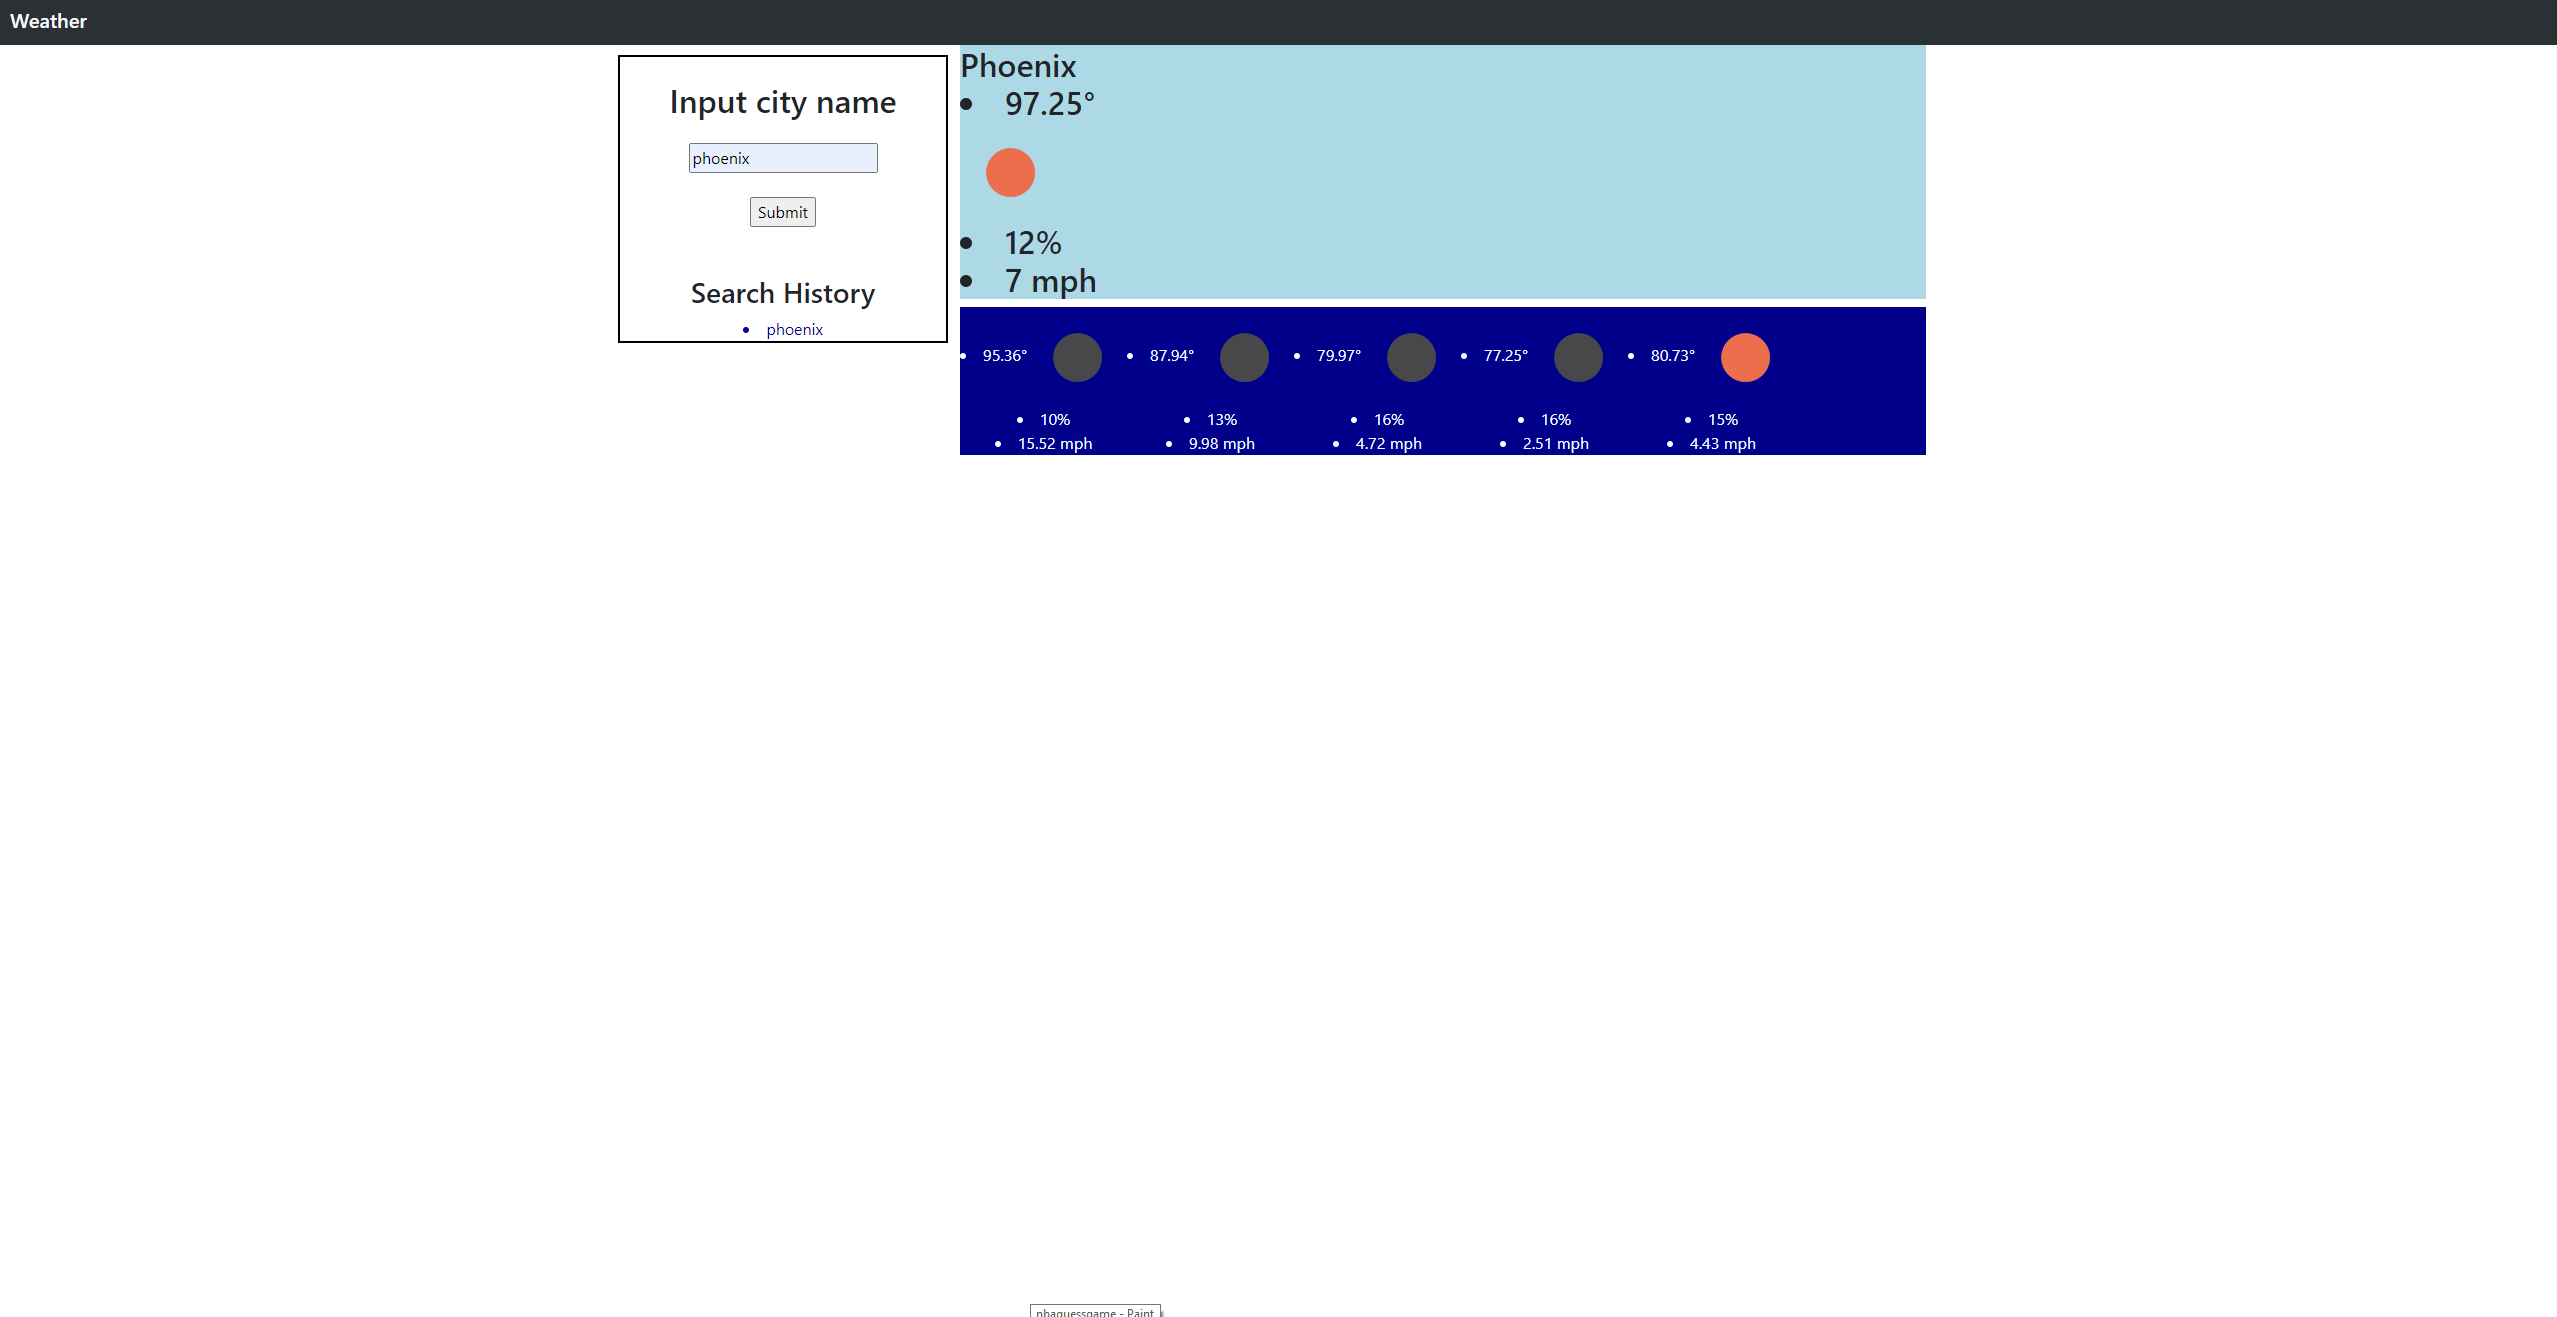 Weather
Input city name
phoenix
Submit
Search History
• phoenix
Phoenix
• 97.25°
• 12%
• 7 mph
• 95.36° • 87.94° • 79.97° • 77.25° • 80.73°
• 10% • 13% • 16% • 16% • 15%
• 15.52 mph • 9.98 mph • 4.72 mph • 2.51 mph • 4.43 mph
nbaguessgame - Paint